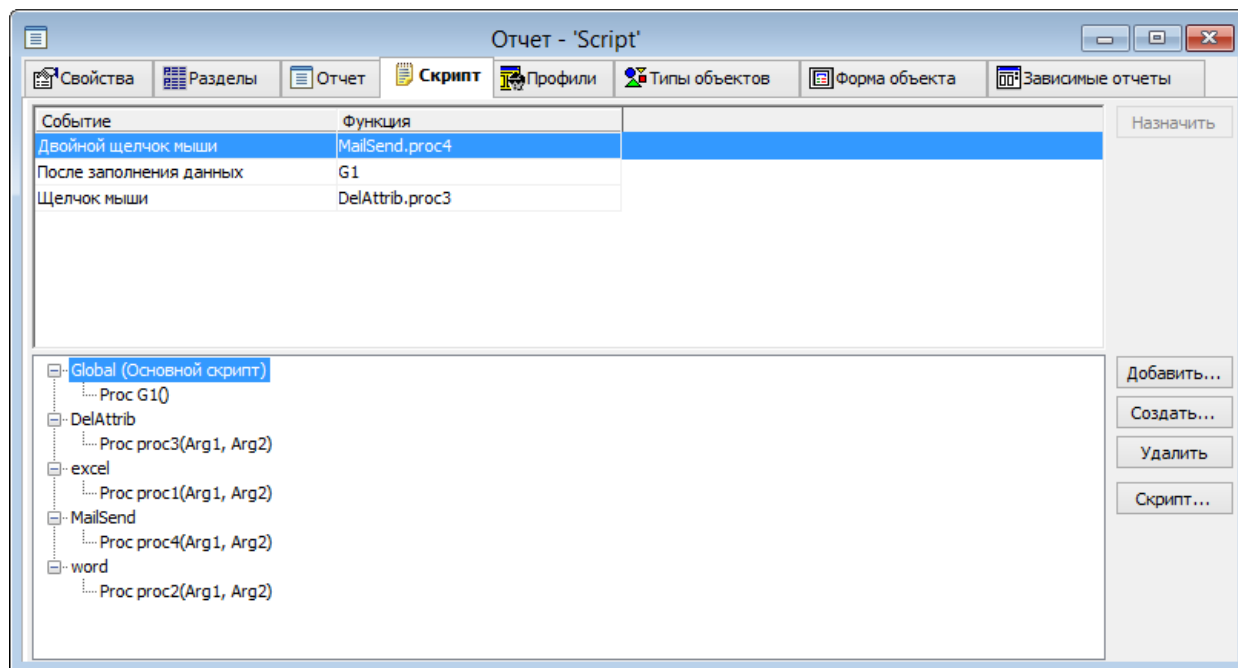 Отчет - 'Script'
Свойства Разделы Отчет Скрипт Профили Типы объектов Форма объекта Зависимые отчеты
Событие Функция Назначить
Двойной щелчок мыши MailSend.proc4
После заполнения данных G1
Щелчок мыши DelAttrib.proc3
Global (Основной скрипт) Добавить...
Proc G1()
DelAttrib Создать...
Proc proc3(Arg1, Arg2) Удалить
excel
Proc proc1(Arg1, Arg2) Скрипт...
MailSend
Proc proc4(Arg1, Arg2)
word
Proc proc2(Arg1, Arg2)